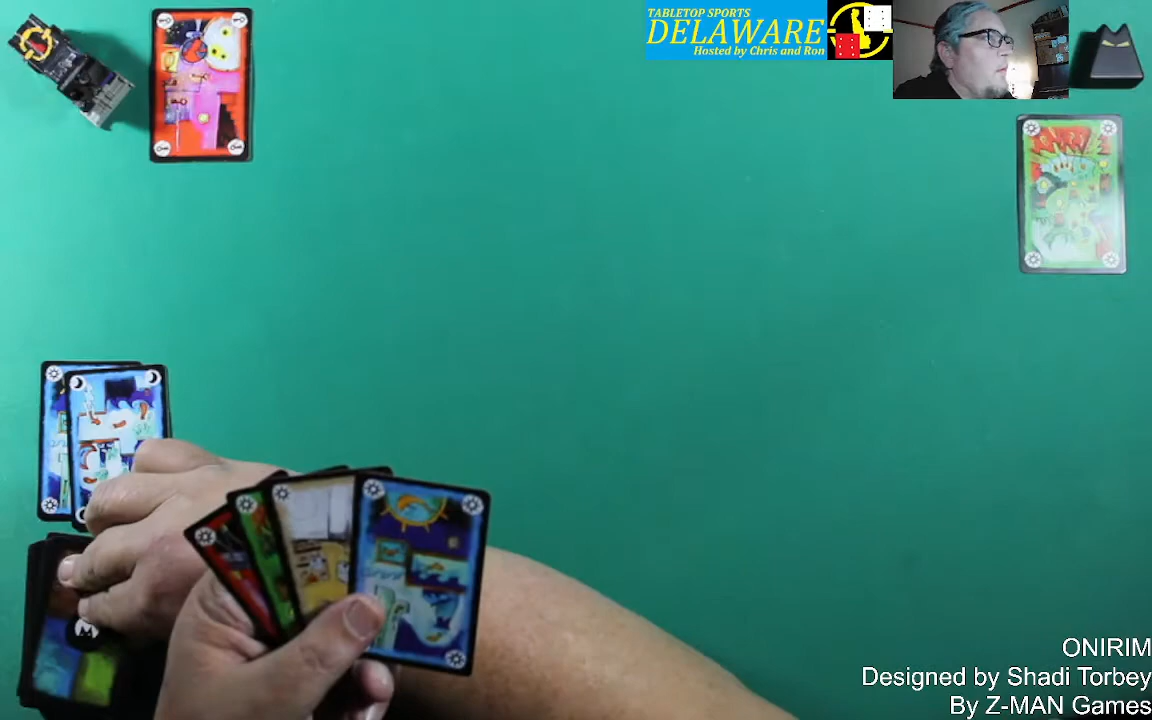 TABLETOP SPORTS
DELAWARE
Hosted by Chris and Ron
ONIRIM
Designed by Shadi Torbey
By Z-MAN Games